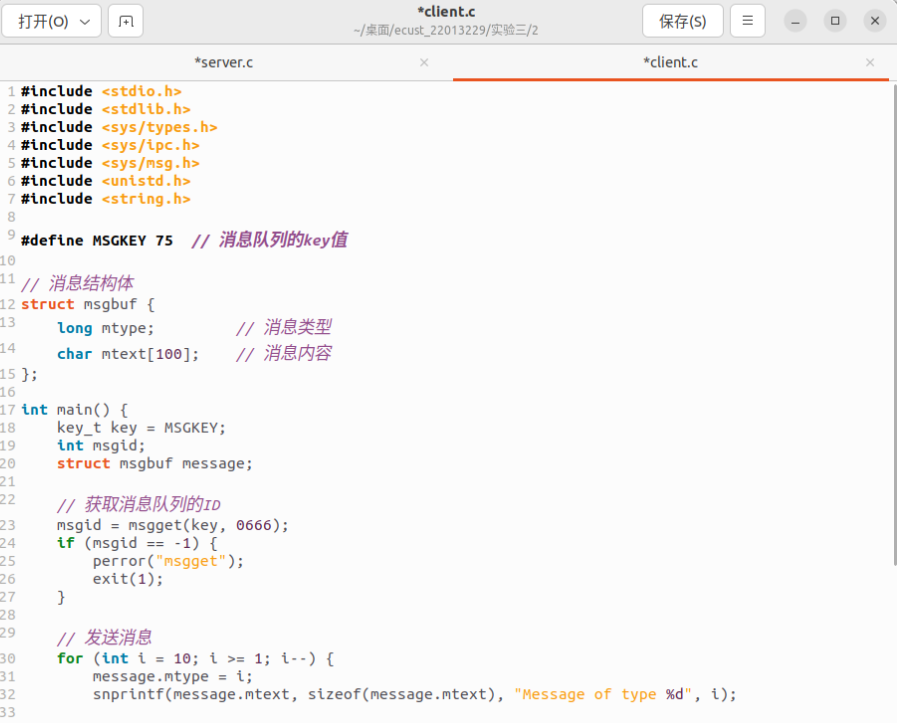 打开(O)
*client.c
~/桌面/ecust_22013229/实验三/2
保存(S)
*server.c
*client.c
1 #include <stdio.h>
2 #include <stdlib.h>
3 #include <sys/types.h>
4 #include <sys/ipc.h>
5 #include <sys/msg.h>
6 #include <unistd.h>
7 #include <string.h>
8
9 #define MSGKEY 75  // 消息队列的key值
10
11 // 消息结构体
12 struct msgbuf {
13     long mtype;         // 消息类型
14     char mtext[100];    // 消息内容
15 };
16
17 int main() {
18     key_t key = MSGKEY;
19     int msgid;
20     struct msgbuf message;
21
22     // 获取消息队列的ID
23     msgid = msgget(key, 0666);
24     if (msgid == -1) {
25         perror("msgget");
26         exit(1);
27     }
28
29     // 发送消息
30     for (int i = 10; i >= 1; i--) {
31         message.mtype = i;
32         snprintf(message.mtext, sizeof(message.mtext), "Message of type %d", i);
33